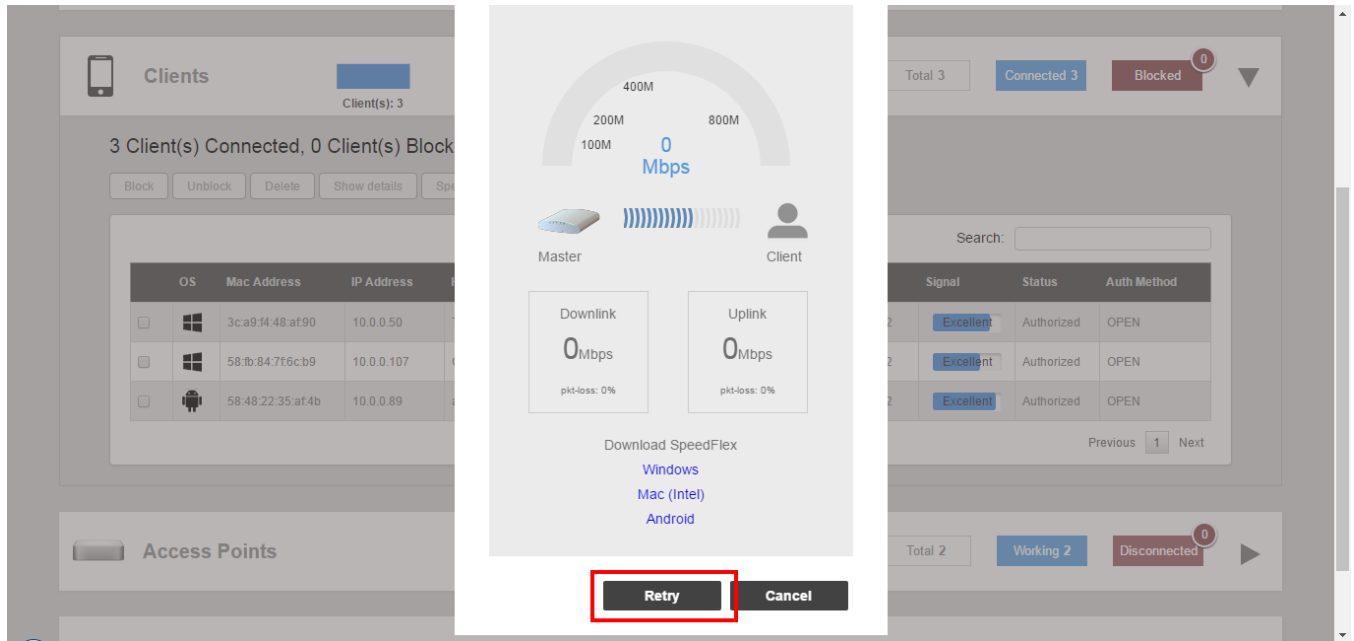 Clients
Client(s): 3
Total 3
Connected 3
Blocked
0
3 Client(s) Connected, 0 Client(s) Block
Block
Unblock
Delete
Show details
Spe
Search:
OS Mac Address IP Address Signal Status Auth Method
3c:a9:f4:48:af:90 10.0.0.50 2 Excellent Authorized OPEN
58:fb:84:7f:6c:b9 10.0.0.107 2 Excellent Authorized OPEN
58:48:22:35:af:4b 10.0.0.89 2 Excellent Authorized OPEN
Previous 1 Next
Access Points
Total 2
Working 2
Disconnected
0
400M
200M
800M
100M
0
Mbps
Master
Client
Downlink
0Mbps
pkt-loss: 0%
Uplink
0Mbps
pkt-loss: 0%
Download SpeedFlex
Windows
Mac (Intel)
Android
Retry
Cancel